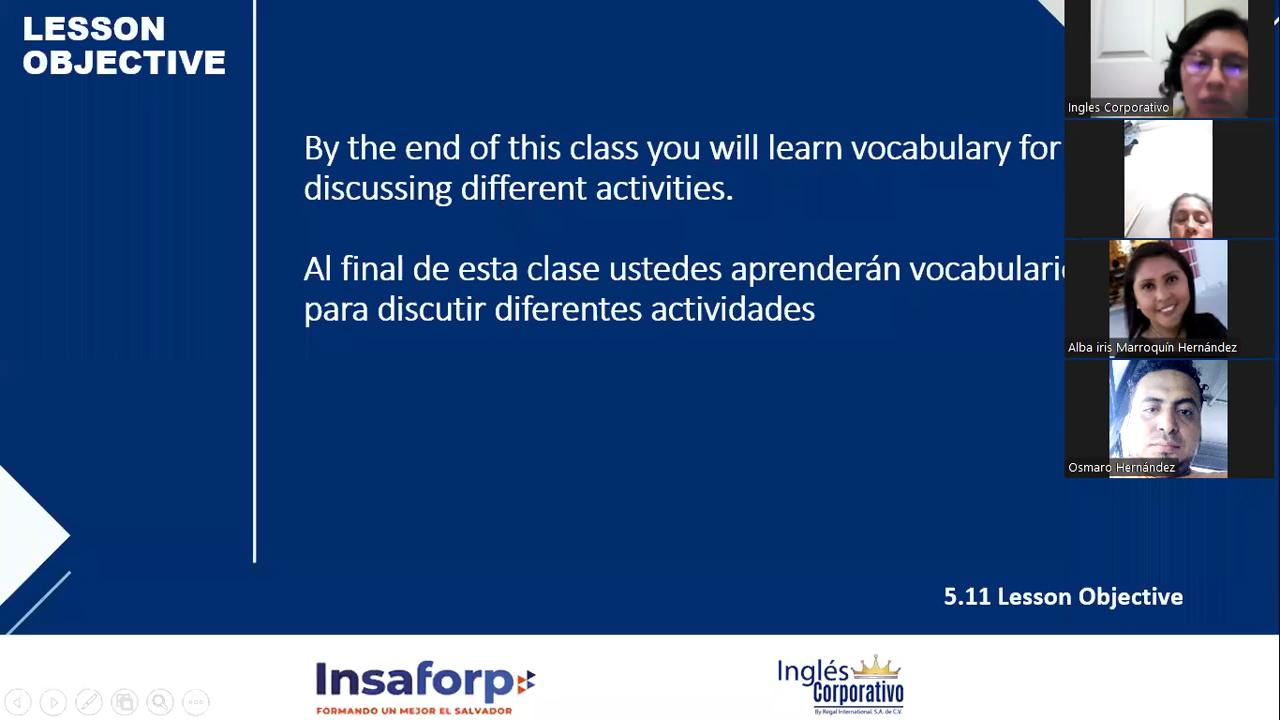 LESSON
OBJECTIVE
By the end of this class you will learn vocabulary for
discussing different activities.
Al final de esta clase ustedes aprenderán vocabulari
para discutir diferentes actividades
5.11 Lesson Objective
Insaforp
FORMANDO UN MEJOR EL SALVADOR
Inglés
Corporativo
By Regal International, S.A. de C.V.
Ingles Corporativo
Alba iris Marroquín Hernández
Osmaro Hernández